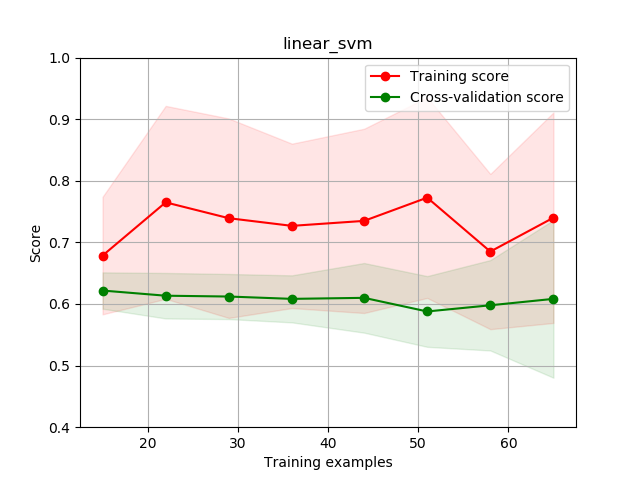 linear_svm
Training score
Cross-validation score
1.0
0.9
0.8
0.7
0.6
0.5
0.4
Score
20 30 40 50 60
Training examples